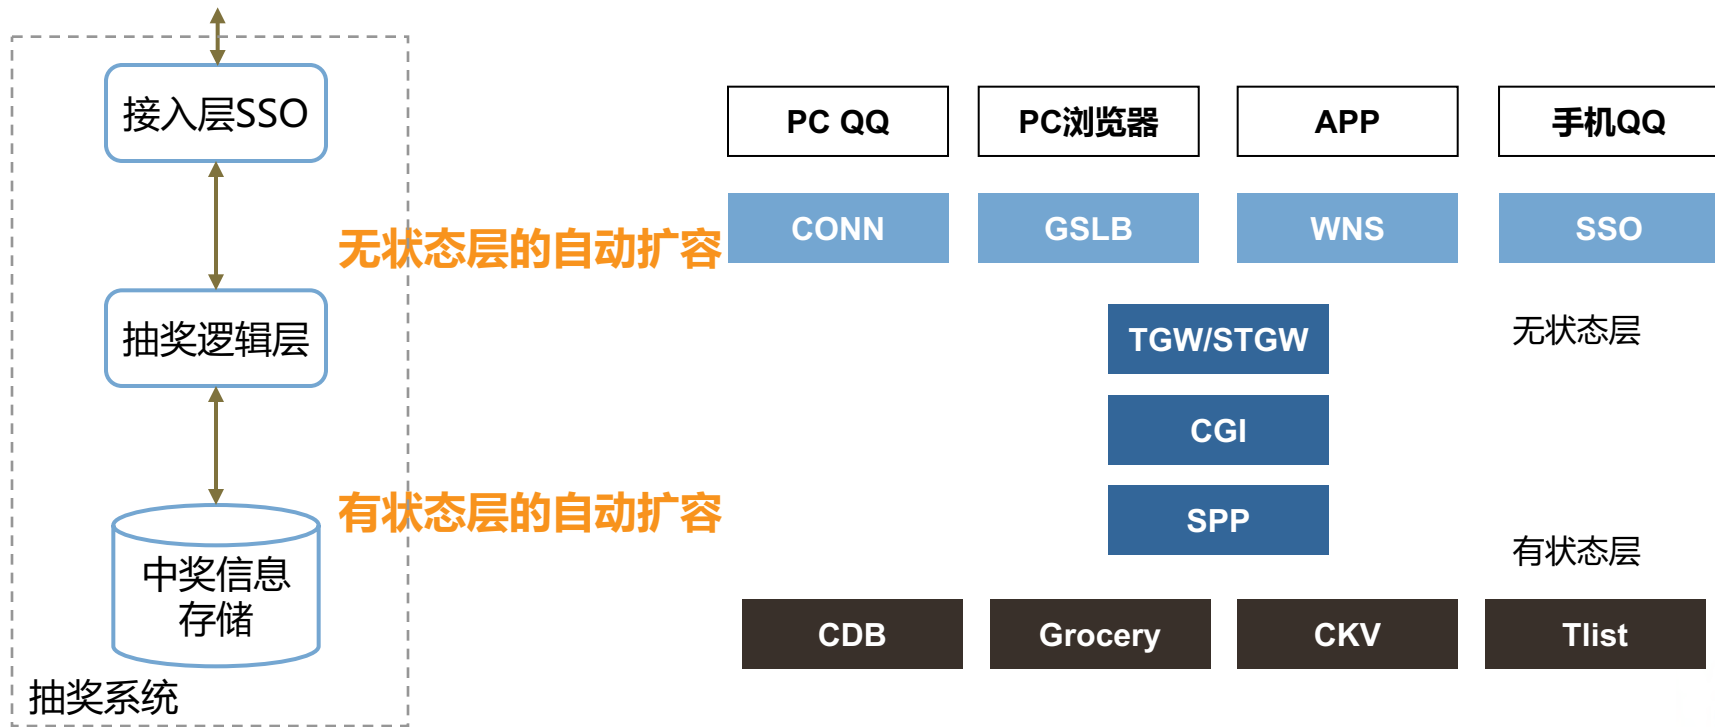 接入层SSO
无状态层的自动扩容
抽奖逻辑层
有状态层的自动扩容
中奖信息
存储
抽奖系统
PC QQ
PC浏览器
APP
手机QQ
CONN
GSLB
WNS
SSO
TGW/STGW
无状态层
CGI
SPP
有状态层
CDB
Grocery
CKV
Tlist